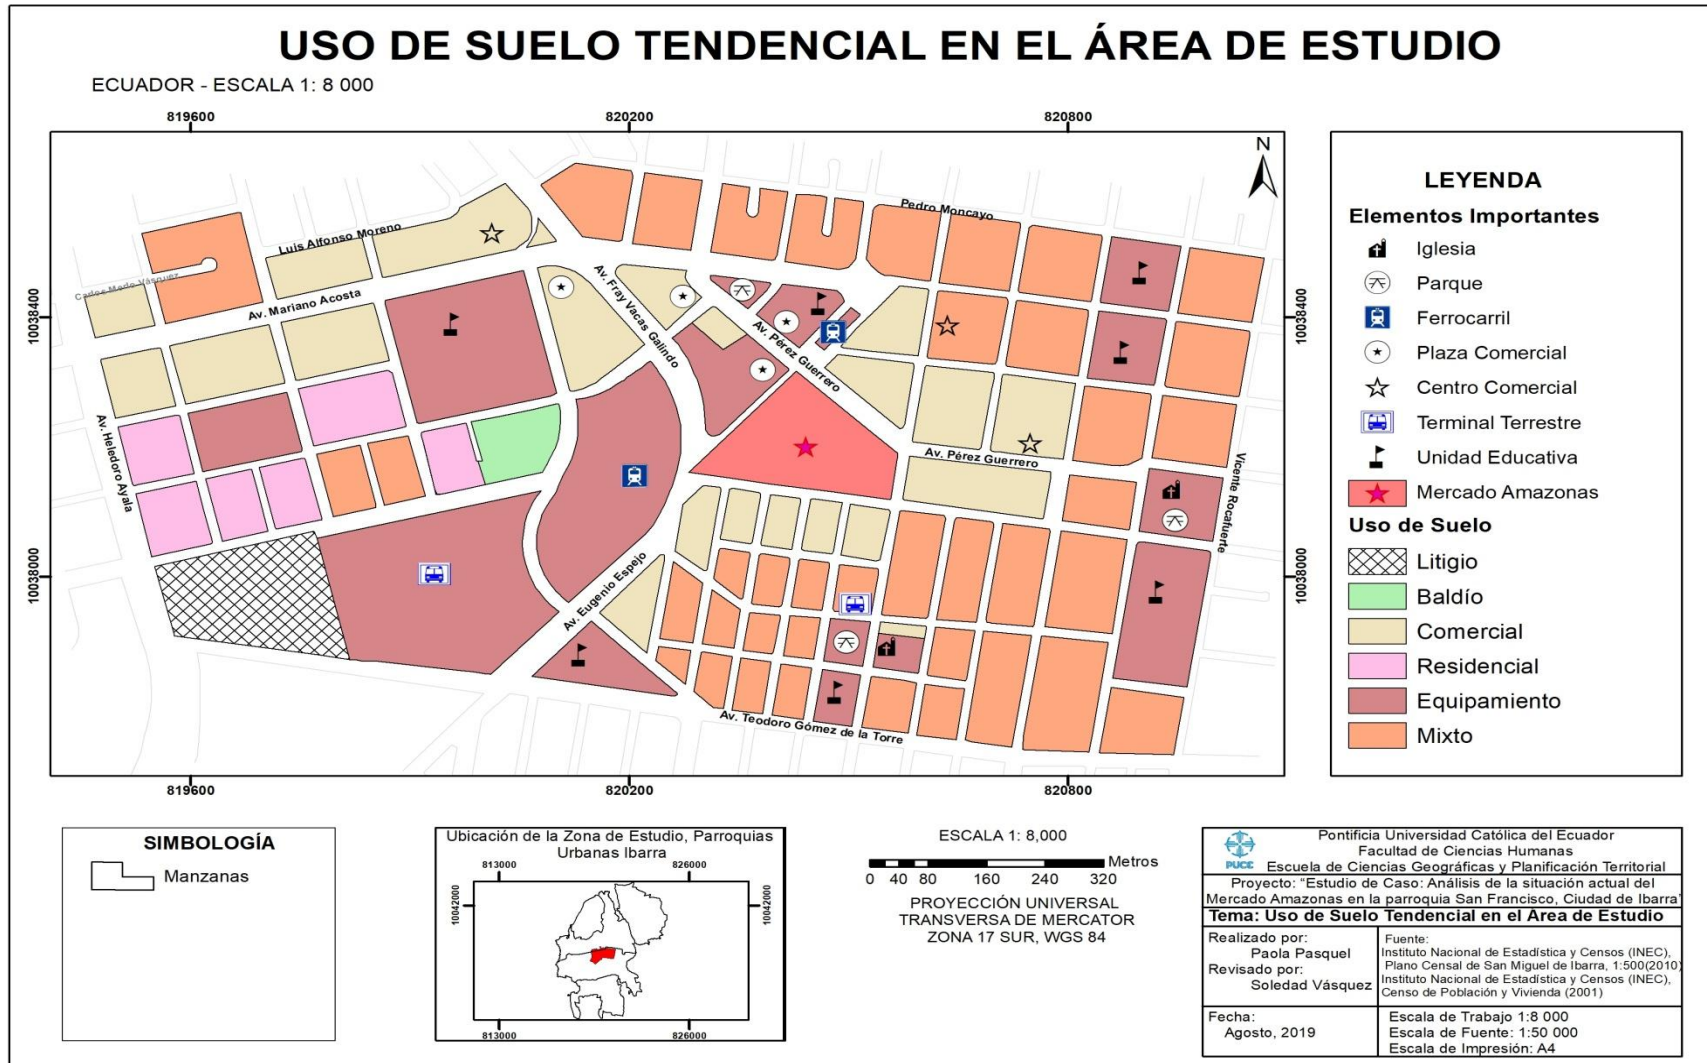 USO DE SUELO TENDENCIAL EN EL ÁREA DE ESTUDIO
ECUADOR - ESCALA 1: 8 000
819600
820200
820800
10038400
10038000
10038400
10038000
N
Pedro Moncayo
Luis Alfonso Moreno
Carlos Merlo Vásquez
Av. Mariano Acosta
Av. Fray Vacas Galindo
Av. Pérez Guerrero
Av. Pérez Guerrero
Av. Heledoro Ayala
Vicente Rocafuerte
Av. Eugenio Espejo
Av. Teodoro Gómez de la Torre
819600
820200
820800
LEYENDA
Elementos Importantes
Iglesia
Parque
Ferrocarril
Plaza Comercial
Centro Comercial
Terminal Terrestre
Unidad Educativa
Mercado Amazonas
Uso de Suelo
Litigio
Baldío
Comercial
Residencial
Equipamiento
Mixto
SIMBOLOGÍA
Manzanas
Ubicación de la Zona de Estudio, Parroquias
Urbanas Ibarra
813000
826000
10042000
10042000
813000
826000
ESCALA 1: 8,000
Metros
0 40 80 160 240 320
PROYECCIÓN UNIVERSAL
TRANSVERSA DE MERCATOR
ZONA 17 SUR, WGS 84
PUCE
Pontificia Universidad Católica del Ecuador
Facultad de Ciencias Humanas
Escuela de Ciencias Geográficas y Planificación Territorial
Proyecto: "Estudio de Caso: Análisis de la situación actual del
Mercado Amazonas en la parroquia San Francisco, Ciudad de Ibarra"
Tema: Uso de Suelo Tendencial en el Área de Estudio
Realizado por:
Paola Pasquel
Revisado por:
Soledad Vásquez
Fuente:
Instituto Nacional de Estadística y Censos (INEC),
Plano Censal de San Miguel de Ibarra, 1:500(2010)
Instituto Nacional de Estadística y Censos (INEC),
Censo de Población y Vivienda (2001)
Fecha:
Agosto, 2019
Escala de Trabajo 1:8 000
Escala de Fuente: 1:50 000
Escala de Impresión: A4